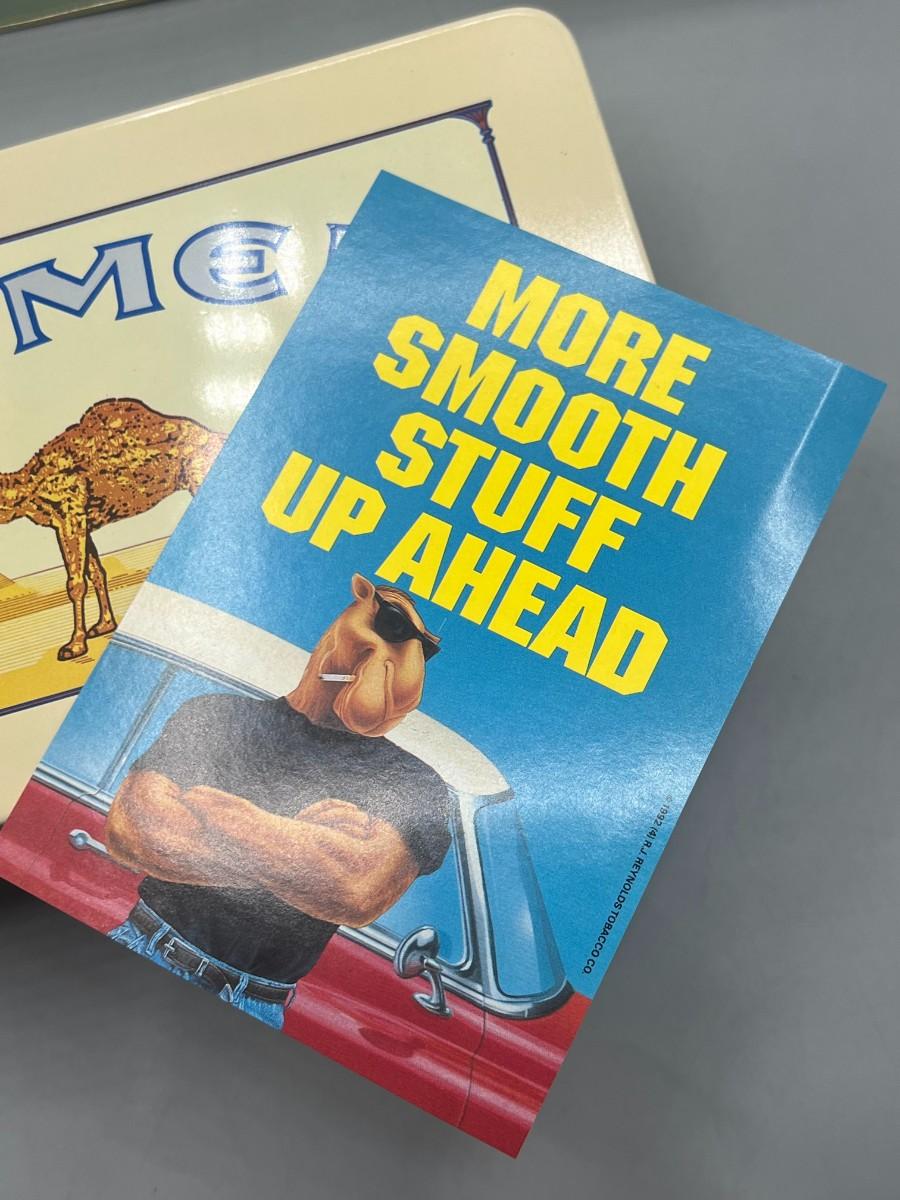 MEL
MORE
SMOOTH
STUFF
UP AHEAD
©1992 (4) R.J. REYNOLDS TOBACCO CO.